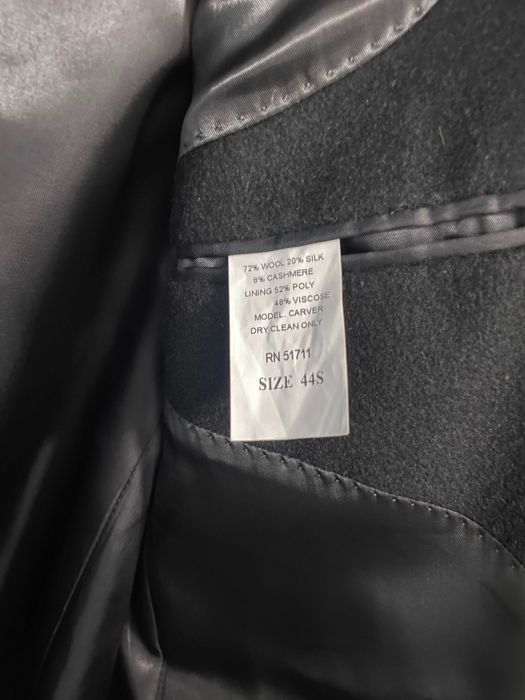 72% WOOL 20% SILK
8% CASHMERE
LINING 52% POLY
48% VISCOSE
MODEL. CARVER
DRY CLEAN ONLY
RN 51711
SIZE 44S